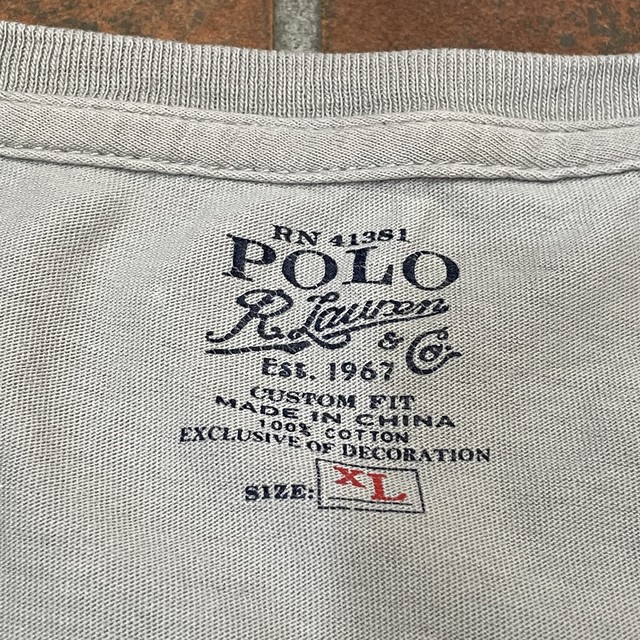 RN 41381
POLO
R. Lauren
& Co.
EST. 1967
CUSTOM FIT
MADE IN CHINA
100% COTTON
EXCLUSIVE OF DECORATION
SIZE: XL